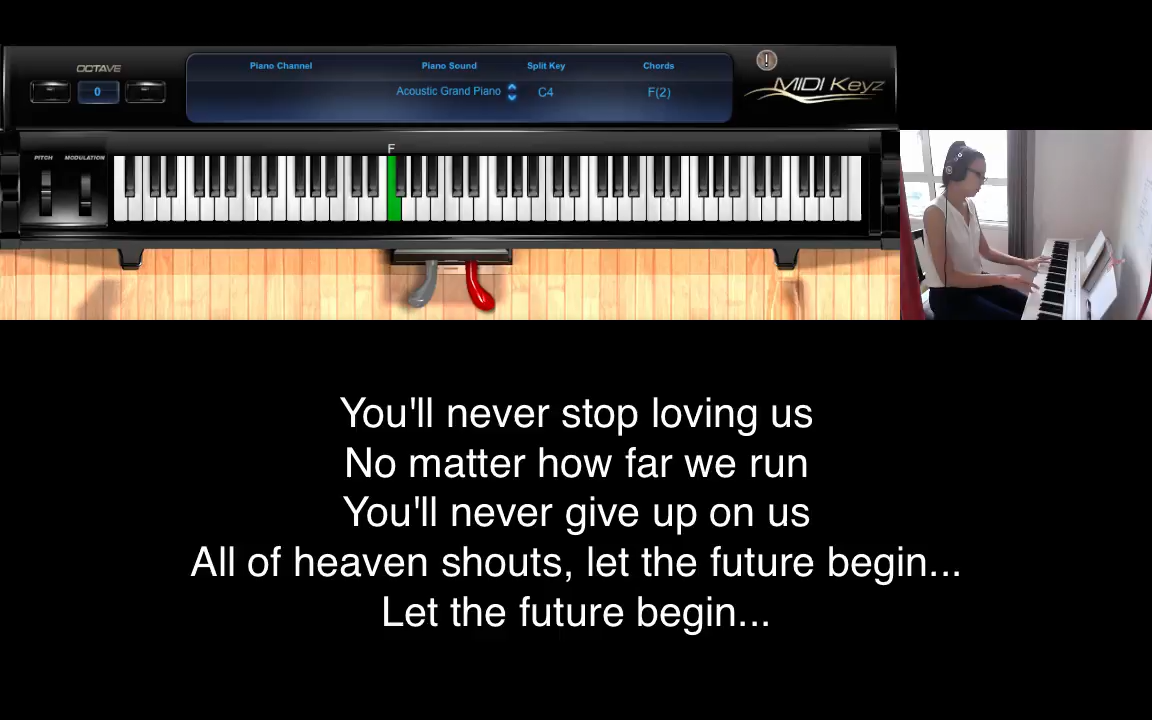 OCTAVE
0
Piano Channel
Piano Sound
Split Key
Chords
Acoustic Grand Piano
C4
F(2)
MIDI Keyz
PITCH
MODULATION
F
You'll never stop loving us
No matter how far we run
You'll never give up on us
All of heaven shouts, let the future begin...
Let the future begin...